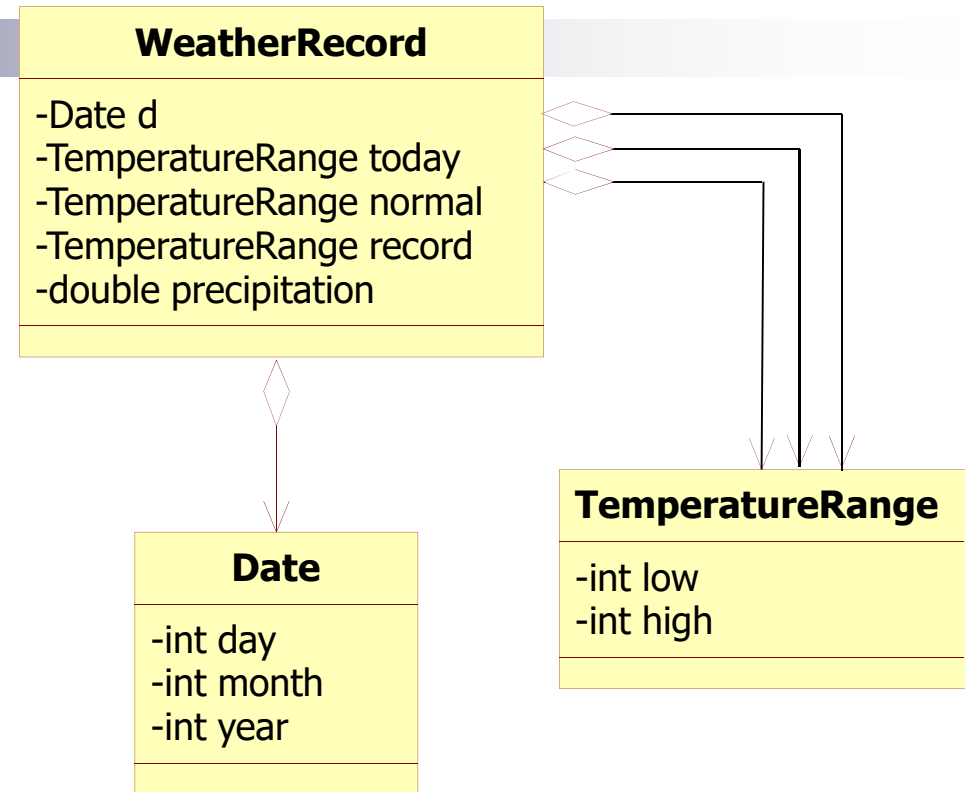 WeatherRecord
-Date d
-TemperatureRange today
-TemperatureRange normal
-TemperatureRange record
-double precipitation
Date
-int day
-int month
-int year
TemperatureRange
-int low
-int high